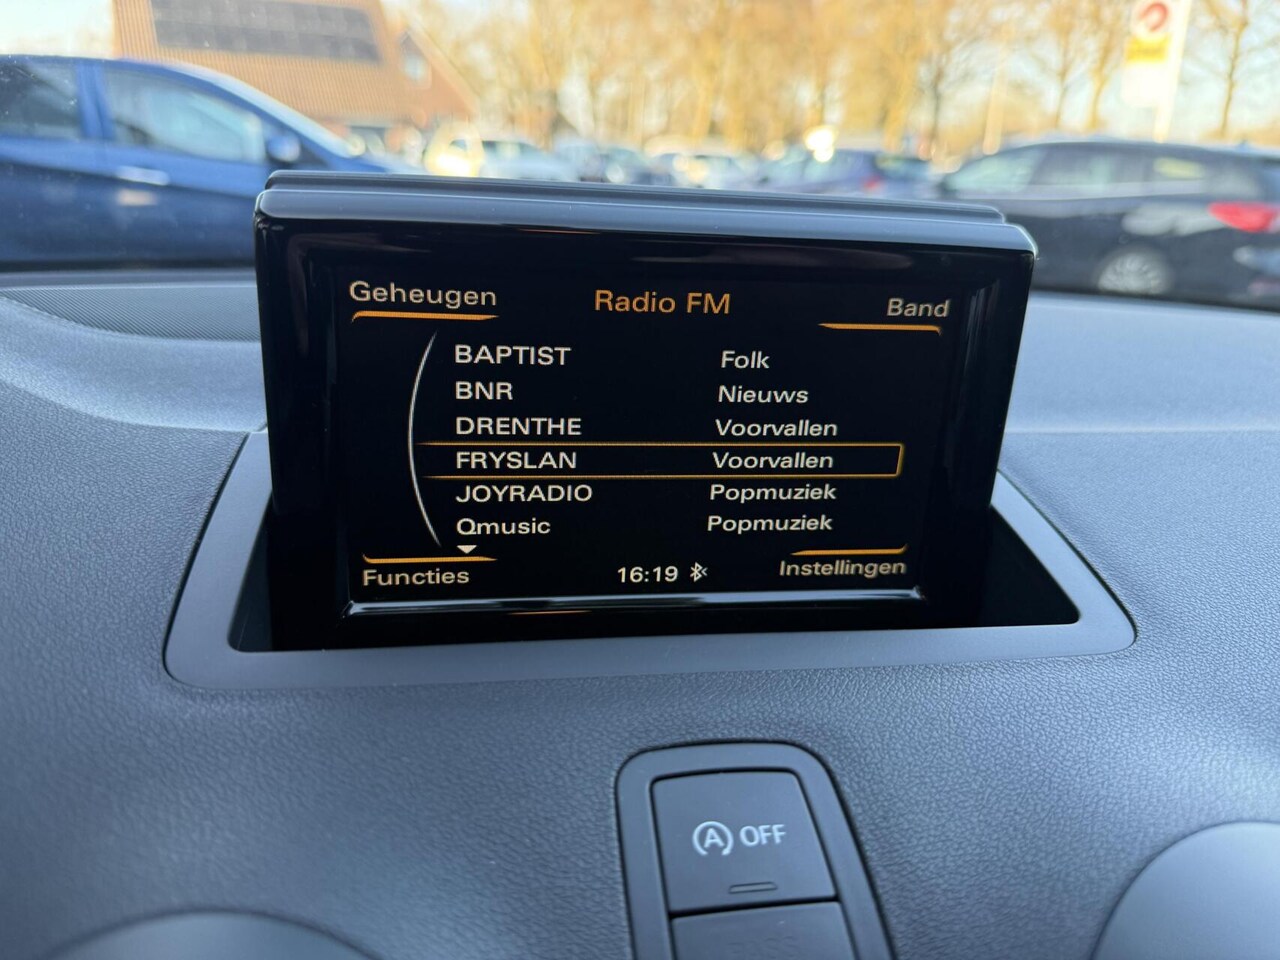 Geheugen Radio FM Band
BAPTIST Folk
BNR Nieuws
DRENTHE Voorvallen
FRYSLAN Voorvallen
JOYRADIO Popmuziek
Qmusic Popmuziek
Functies 16:19 Instellingen
A OFF